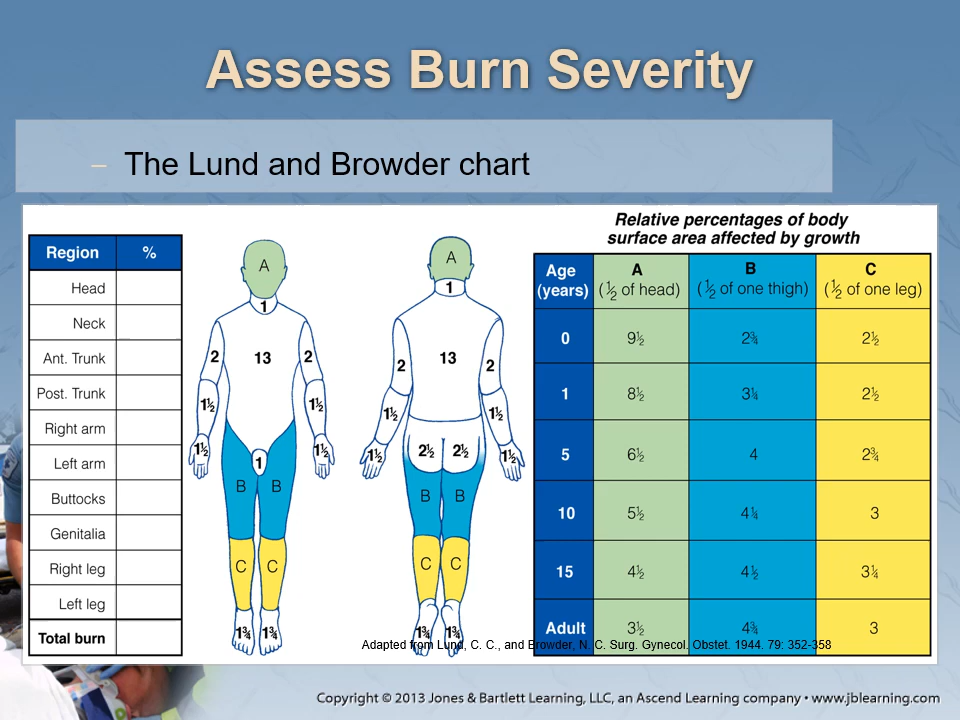 Assess Burn Severity
– The Lund and Browder chart
Relative percentages of body
surface area affected by growth
Region %
Head
Neck
Ant. Trunk
Post. Trunk
Right arm
Left arm
Buttocks
Genitalia
Right leg
Left leg
Total burn
A
1
2 13 2
1½ 1½
1½ 1½
1
B B
C C
1¾ 1¾
A
1
2 13 2
1½ 1½
2½ 2½
1½ 1½
B B
C C
1¾ 1¾
Age (years) A (½ of head) B (½ of one thigh) C (½ of one leg)
0 9½ 2¾ 2½
1 8½ 3¼ 2½
5 6½ 4 2¾
10 5½ 4¼ 3
15 4½ 4½ 3¼
Adult 3½ 4¾ 3
Adapted from Lund, C. C., and Browder, N. C. Surg. Gynecol. Obstet. 1944. 79: 352-358
Copyright © 2013 Jones & Bartlett Learning, LLC, an Ascend Learning company • www.jblearning.com